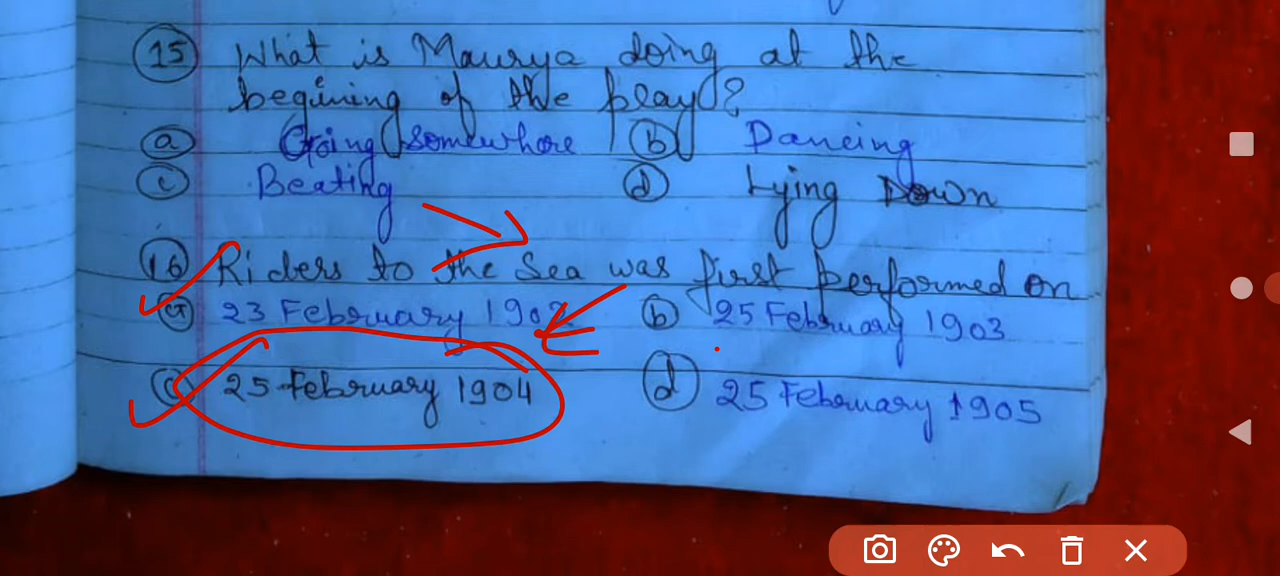 15 What is Maurya doing at the
begining of the play?
a Going somewhere b Dancing
c Beating d Lying Down
16 Riders to the Sea was first performed on
a 23 February 1902 b 25 February 1903
c 25 February 1904 d 25 February 1905